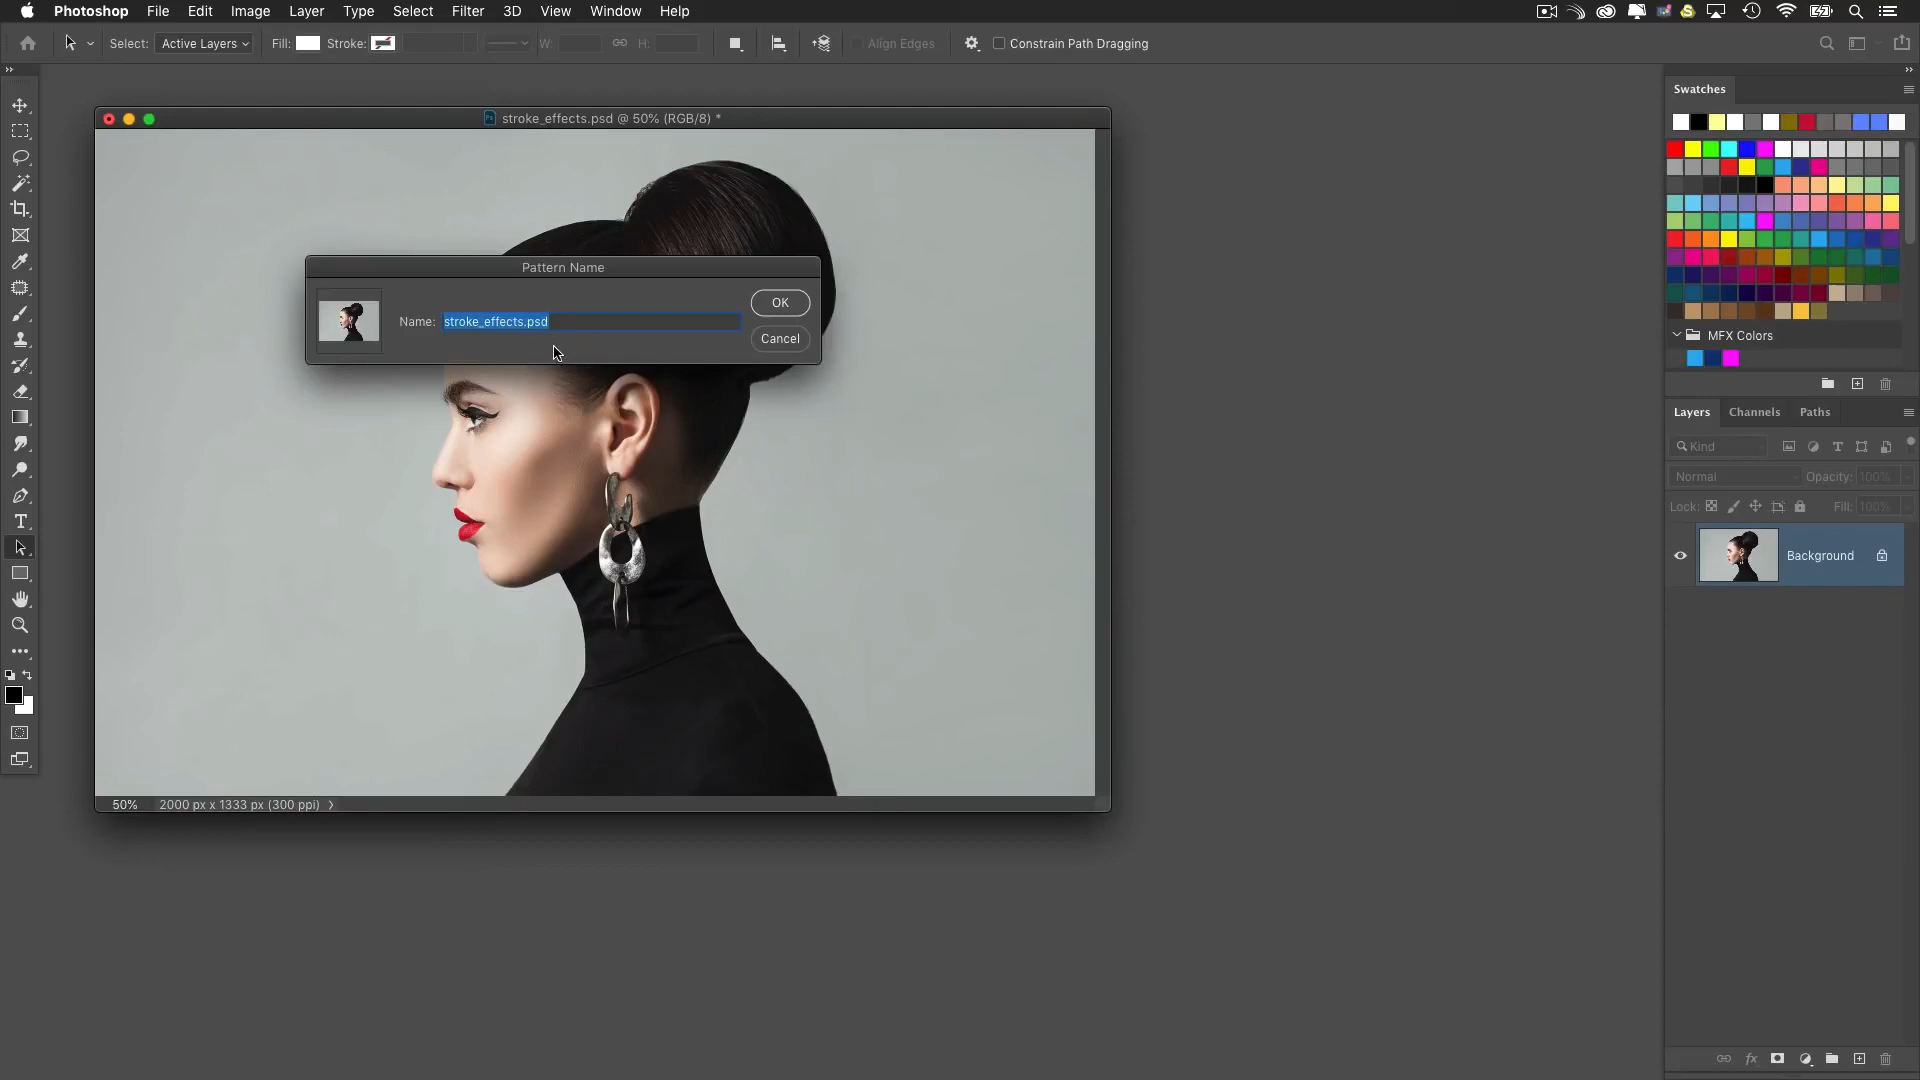 Photoshop File Edit Image Layer Type Select Filter 3D View Window Help
Select: Active Layers Fill: Stroke: W: H: Align Edges Constrain Path Dragging
Swatches
stroke_effects.psd @ 50% (RGB/8) *
Pattern Name
OK
Name: stroke_effects.psd
Cancel
MFX Colors
Layers Channels Paths
Kind
Normal Opacity: 100%
Lock: Fill: 100%
Background
50% 2000 px x 1333 px (300 ppi)